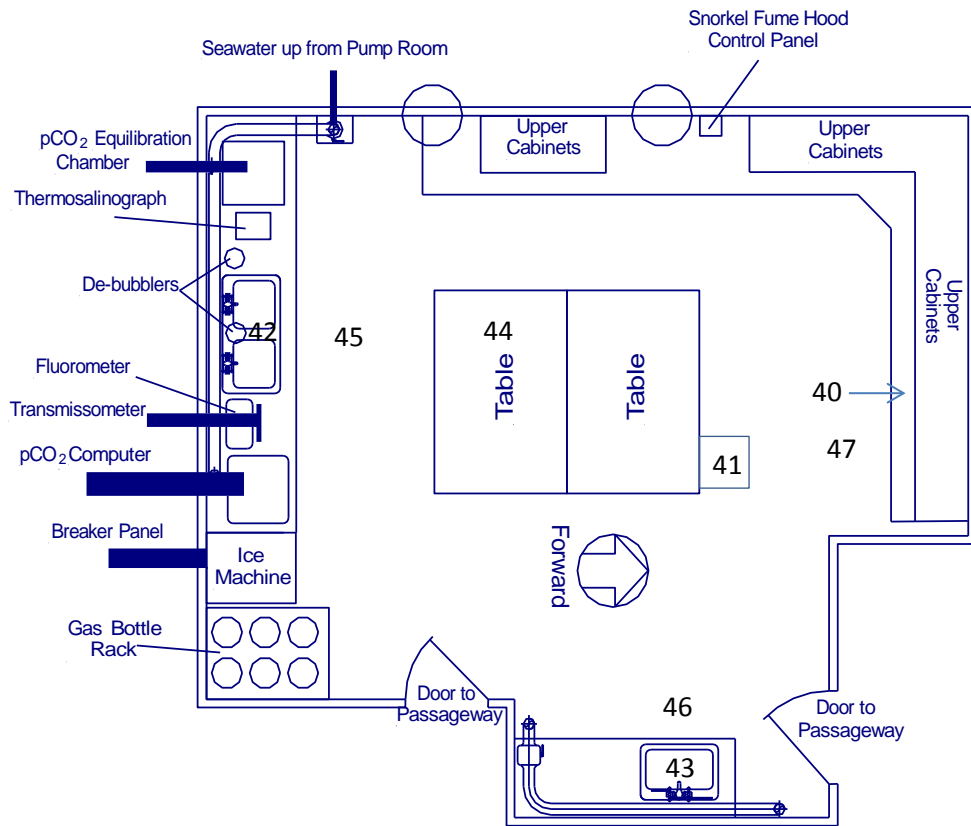 Snorkel Fume Hood
Control Panel
Seawater up from Pump Room
pCO2 Equilibration
Chamber
Upper
Cabinets
Upper
Cabinets
Thermosalinograph
De-bubblers
42
45
44
Table
Table
Upper
Cabinets
40
47
41
Fluorometer
Transmissometer
pCO2 Computer
Breaker Panel
Ice
Machine
Forward
Gas Bottle
Rack
Door to
Passageway
46
Door to
Passageway
43